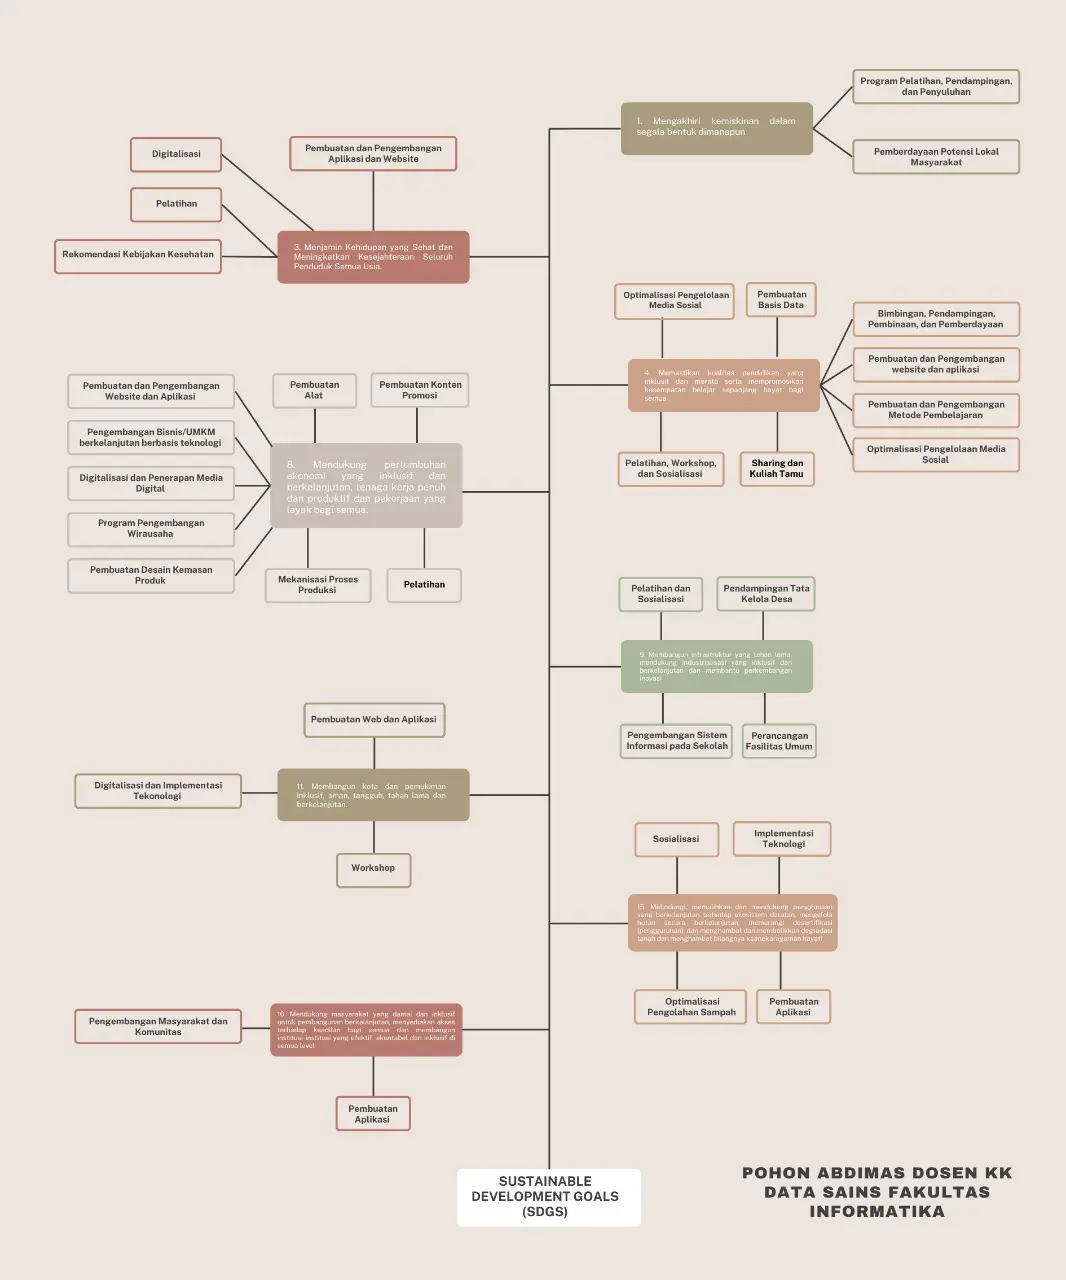 Program Pelatihan, Pendampingan,
dan Penyuluhan
1. Mengakhiri kemiskinan dalam
segala bentuk dimanapun
Pemberdayaan Potensi Lokal
Masyarakat
Digitalisasi
Pembuatan dan Pengembangan
Aplikasi dan Website
Pelatihan
Rekomendasi Kebijakan Kesehatan
3. Menjamin Kehidupan yang Sehat dan
Meningkatkan Kesejahteraan Seluruh
Penduduk Semua Usia.
Optimalisasi Pengelolaan
Media Sosial
Pembuatan
Basis Data
Bimbingan, Pendampingan,
Pembinaan, dan Pemberdayaan
4. Memastikan kualitas pendidikan yang
inklusif dan merata serta mempromosikan
kesempatan belajar sepanjang hayat bagi
semua .
Pembuatan dan Pengembangan
website dan aplikasi
Pembuatan dan Pengembangan
Metode Pembelajaran
Optimalisasi Pengelolaan Media
Sosial
Pelatihan, Workshop,
dan Sosialisasi
Sharing dan
Kuliah Tamu
Pembuatan dan Pengembangan
Website dan Aplikasi
Pembuatan
Alat
Pembuatan Konten
Promosi
Pengembangan Bisnis/UMKM
berkelanjutan berbasis teknologi
8. Mendukung pertumbuhan
ekonomi yang inklusif dan
berkelanjutan, tenaga kerja penuh
dan produktif dan pekerjaan yang
layak bagi semua.
Digitalisasi dan Penerapan Media
Digital
Program Pengembangan
Wirausaha
Pembuatan Desain Kemasan
Produk
Mekanisasi Proses
Produksi
Pelatihan
Pelatihan dan
Sosialisasi
Pendampingan Tata
Kelola Desa
9. Membangun infrastruktur yang tahan lama,
mendukung industrialisasi yang inklusif dan
berkelanjutan dan membantu perkembangan
inovasi
Pengembangan Sistem
Informasi pada Sekolah
Perancangan
Fasilitas Umum
Pembuatan Web dan Aplikasi
Digitalisasi dan Implementasi
Tekonologi
11. Membangun kota dan pemukiman
inklusif, aman, tangguh, tahan lama dan
berkelanjutan.
Workshop
Sosialisasi
Implementasi
Teknologi
15. Melindungi, memulihkan dan mendukung penggunaan
yang berkelanjutan terhadap ekosistem daratan, mengelola
hutan secara berkelanjutan, memerangi desertifikasi
(penggurunan), dan menghambat dan membalikkan degradasi
tanah dan menghambat hilangnya keanekaragaman hayati
Optimalisasi
Pengolahan Sampah
Pembuatan
Aplikasi
Pengembangan Masyarakat dan
Komunitas
16. Mendukung masyarakat yang damai dan inklusif
untuk pembangunan berkelanjutan, menyediakan akses
terhadap keadilan bagi semua dan membangun
institusi-institusi yang efektif, akuntabel dan inklusif di
semua level
Pembuatan
Aplikasi
SUSTAINABLE
DEVELOPMENT GOALS
(SDGS)
POHON ABDIMAS DOSEN KK
DATA SAINS FAKULTAS
INFORMATIKA